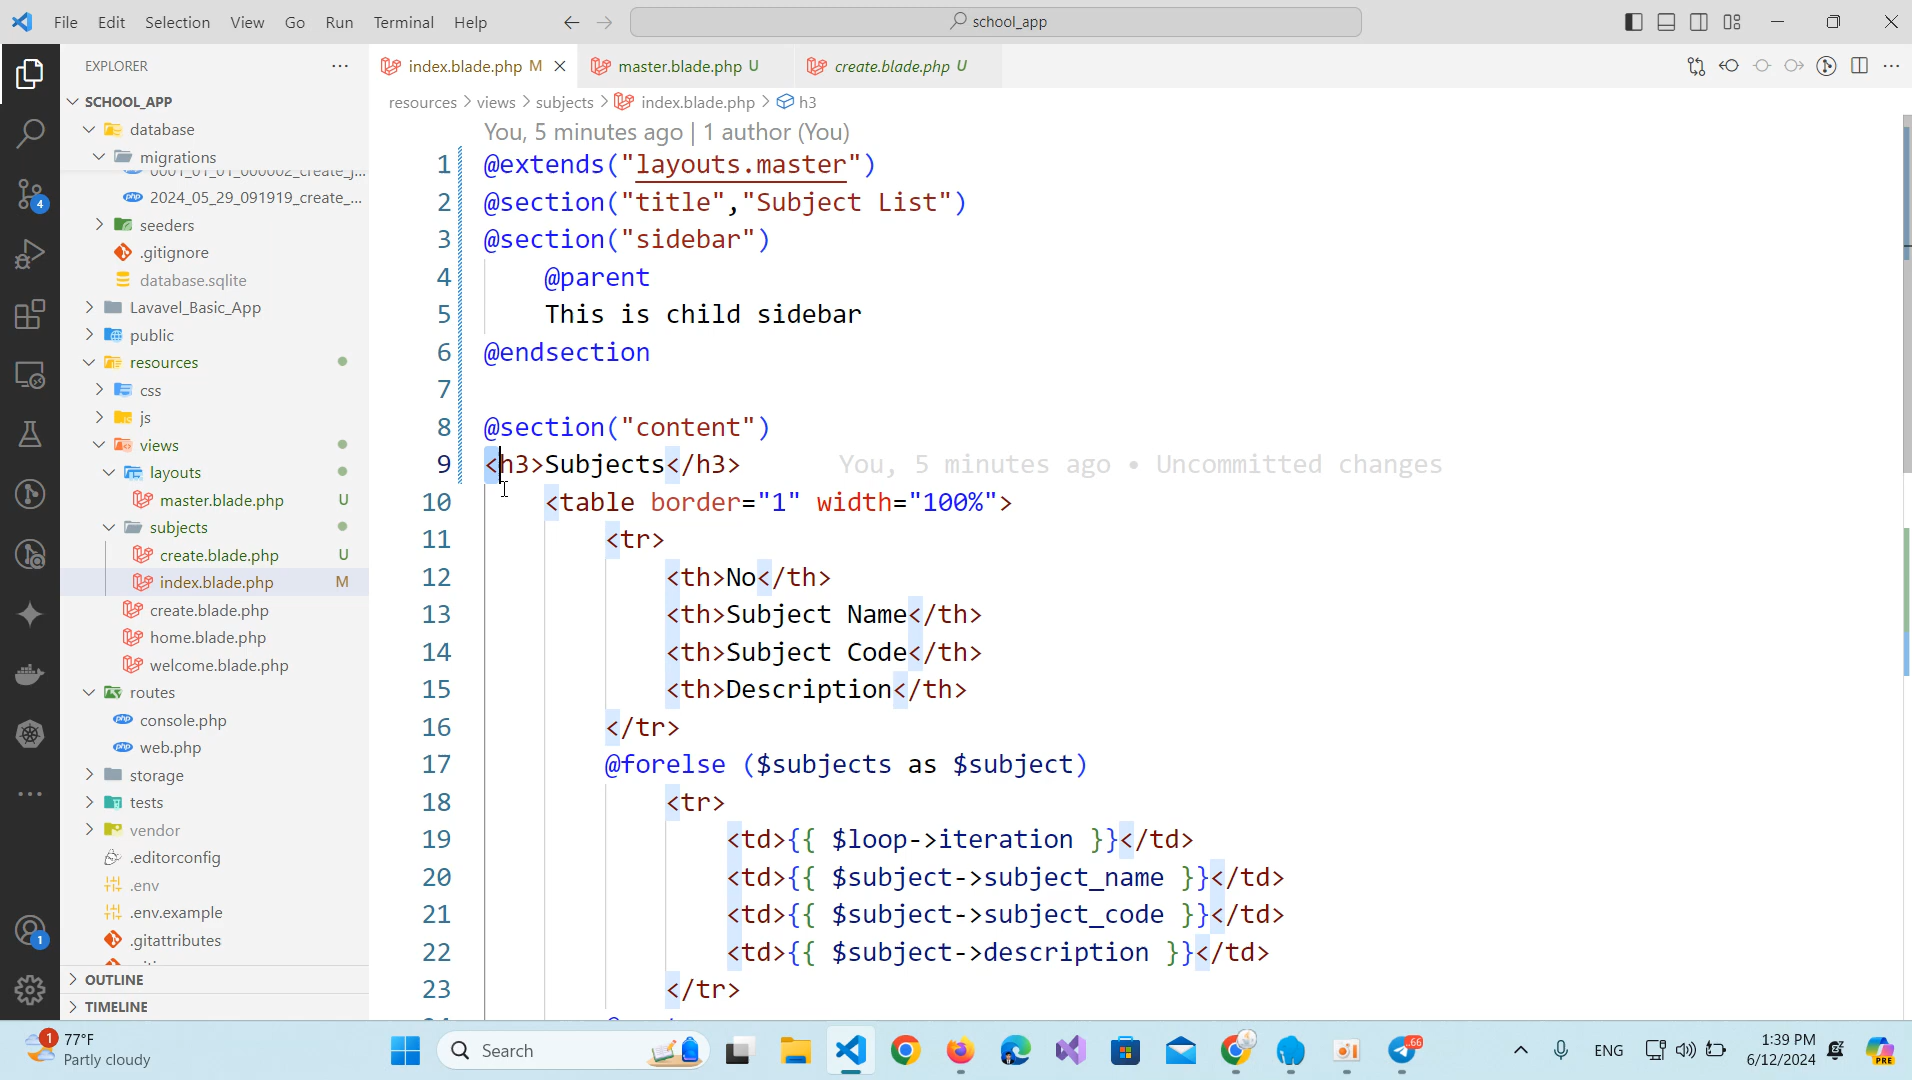 File Edit Selection View Go Run Terminal Help
school_app
EXPLORER
SCHOOL_APP
database
migrations
0001_01_01_000002_create_j...
2024_05_29_091919_create_...
seeders
.gitignore
database.sqlite
Lavavel_Basic_App
public
resources
css
js
views
layouts
master.blade.php U
subjects
create.blade.php U
index.blade.php M
create.blade.php
home.blade.php
welcome.blade.php
routes
console.php
web.php
storage
tests
vendor
.editorconfig
.env
.env.example
.gitattributes
OUTLINE
TIMELINE
4
1
index.blade.php M
master.blade.php U
create.blade.php U
resources > views > subjects > index.blade.php > h3
You, 5 minutes ago | 1 author (You)
1 @extends("layouts.master")
2 @section("title","Subject List")
3 @section("sidebar")
4 @parent
5 This is child sidebar
6 @endsection
7
8 @section("content")
9 <h3>Subjects</h3> You, 5 minutes ago • Uncommitted changes
10 <table border="1" width="100%">
11 <tr>
12 <th>No</th>
13 <th>Subject Name</th>
14 <th>Subject Code</th>
15 <th>Description</th>
16 </tr>
17 @forelse ($subjects as $subject)
18 <tr>
19 <td>{{ $loop->iteration }}</td>
20 <td>{{ $subject->subject_name }}</td>
21 <td>{{ $subject->subject_code }}</td>
22 <td>{{ $subject->description }}</td>
23 </tr>
1
77°F
Partly cloudy
Search
66
ENG
1:39 PM
6/12/2024
PRE